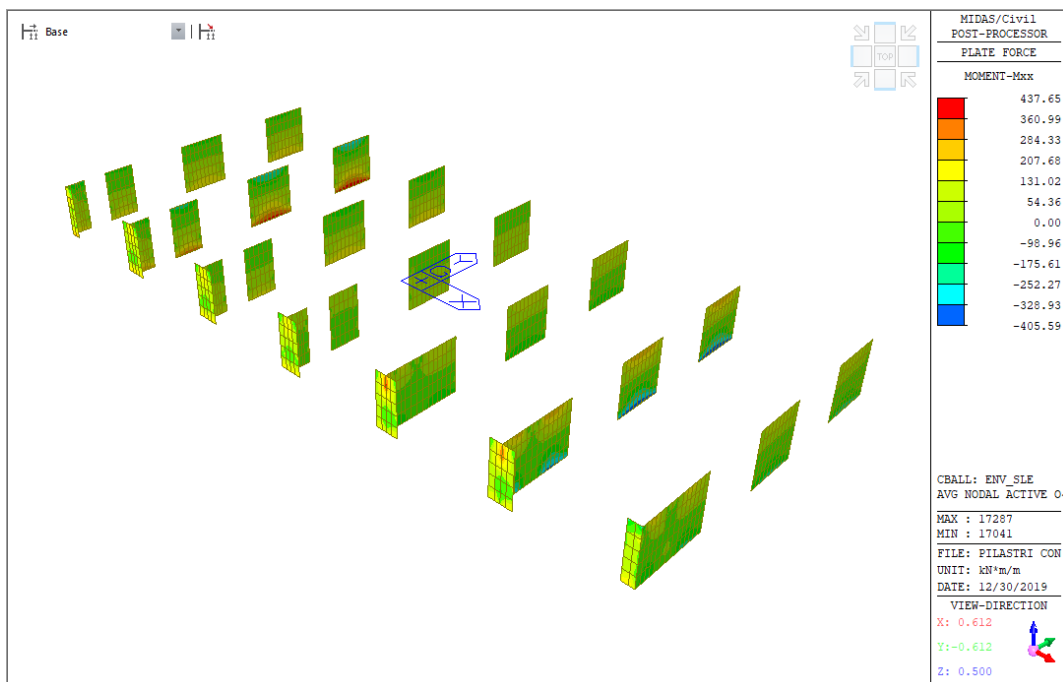 Base
TOP
MIDAS/Civil
POST-PROCESSOR
PLATE FORCE
MOMENT-Mxx
437.65
360.99
284.33
207.68
131.02
54.36
0.00
-98.96
-175.61
-252.27
-328.93
-405.59
X
Y
CBALL: ENV_SLE
AVG NODAL ACTIVE O
MAX : 17287
MIN : 17041
FILE: PILASTRI CON
UNIT: kN*m/m
DATE: 12/30/2019
VIEW-DIRECTION
X: 0.612
Y:-0.612
Z: 0.500